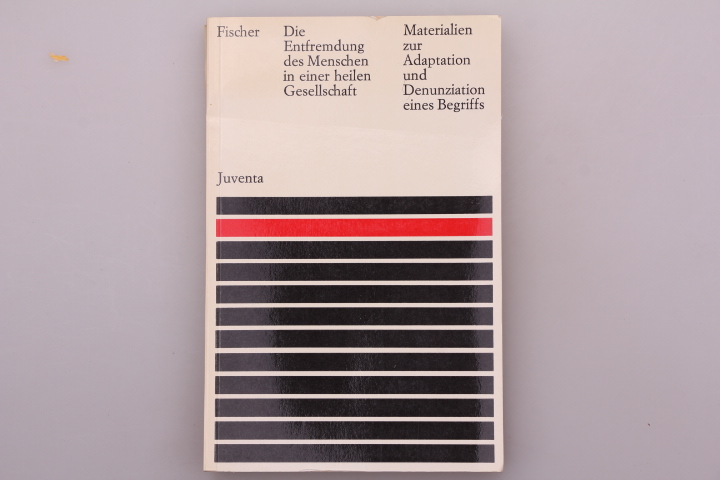 Fischer
Die
Entfremdung
des Menschen
in einer heilen
Gesellschaft
Materialien
zur
Adaptation
und
Denunziation
eines Begriffs
Juventa